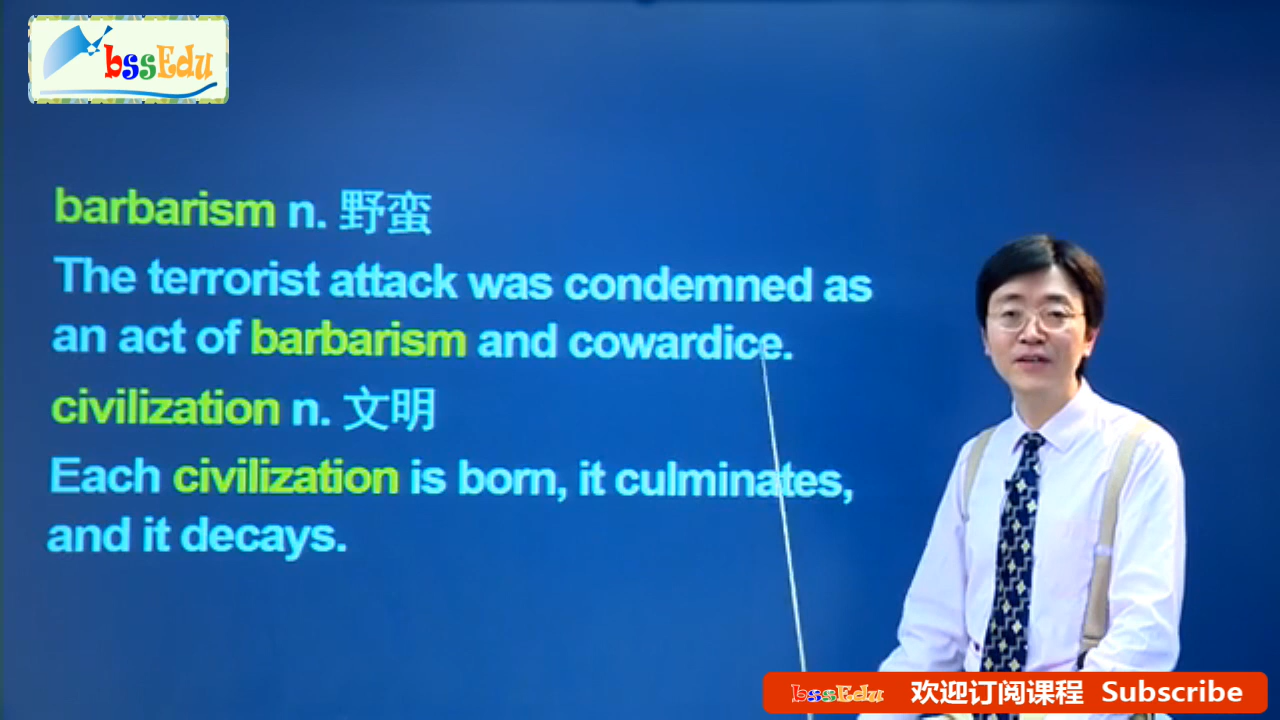 bssEdu
barbarism n. 野蛮
The terrorist attack was condemned as
an act of barbarism and cowardice.
civilization n. 文明
Each civilization is born, it culminates,
and it decays.
bssEdu 欢迎订阅课程 Subscribe